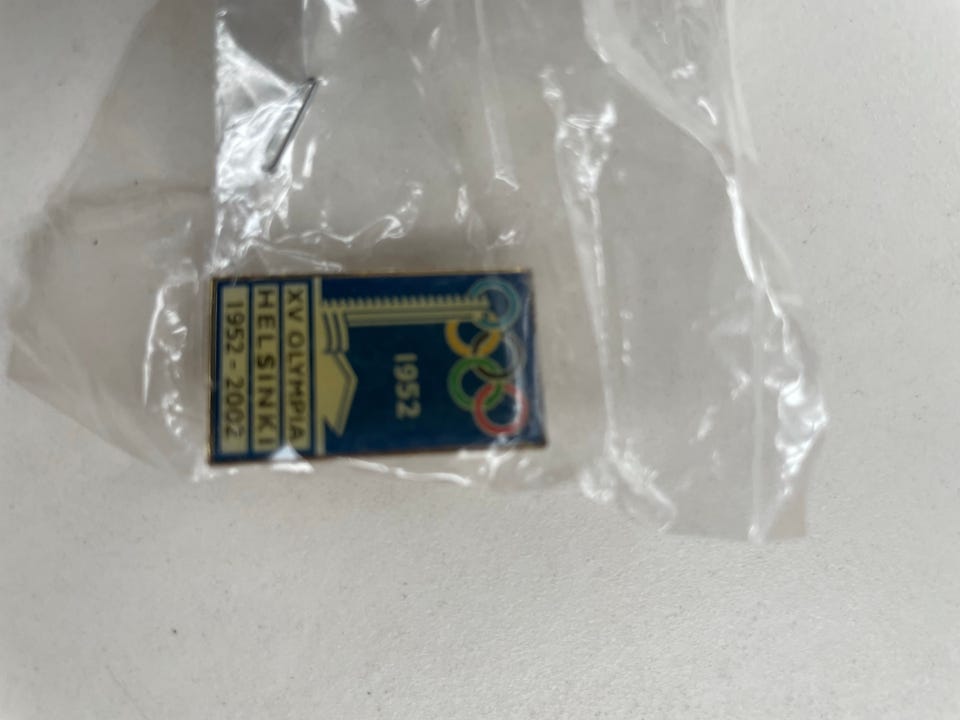 1952
XV OLYMPIA
HELSINKI
1952 - 2002